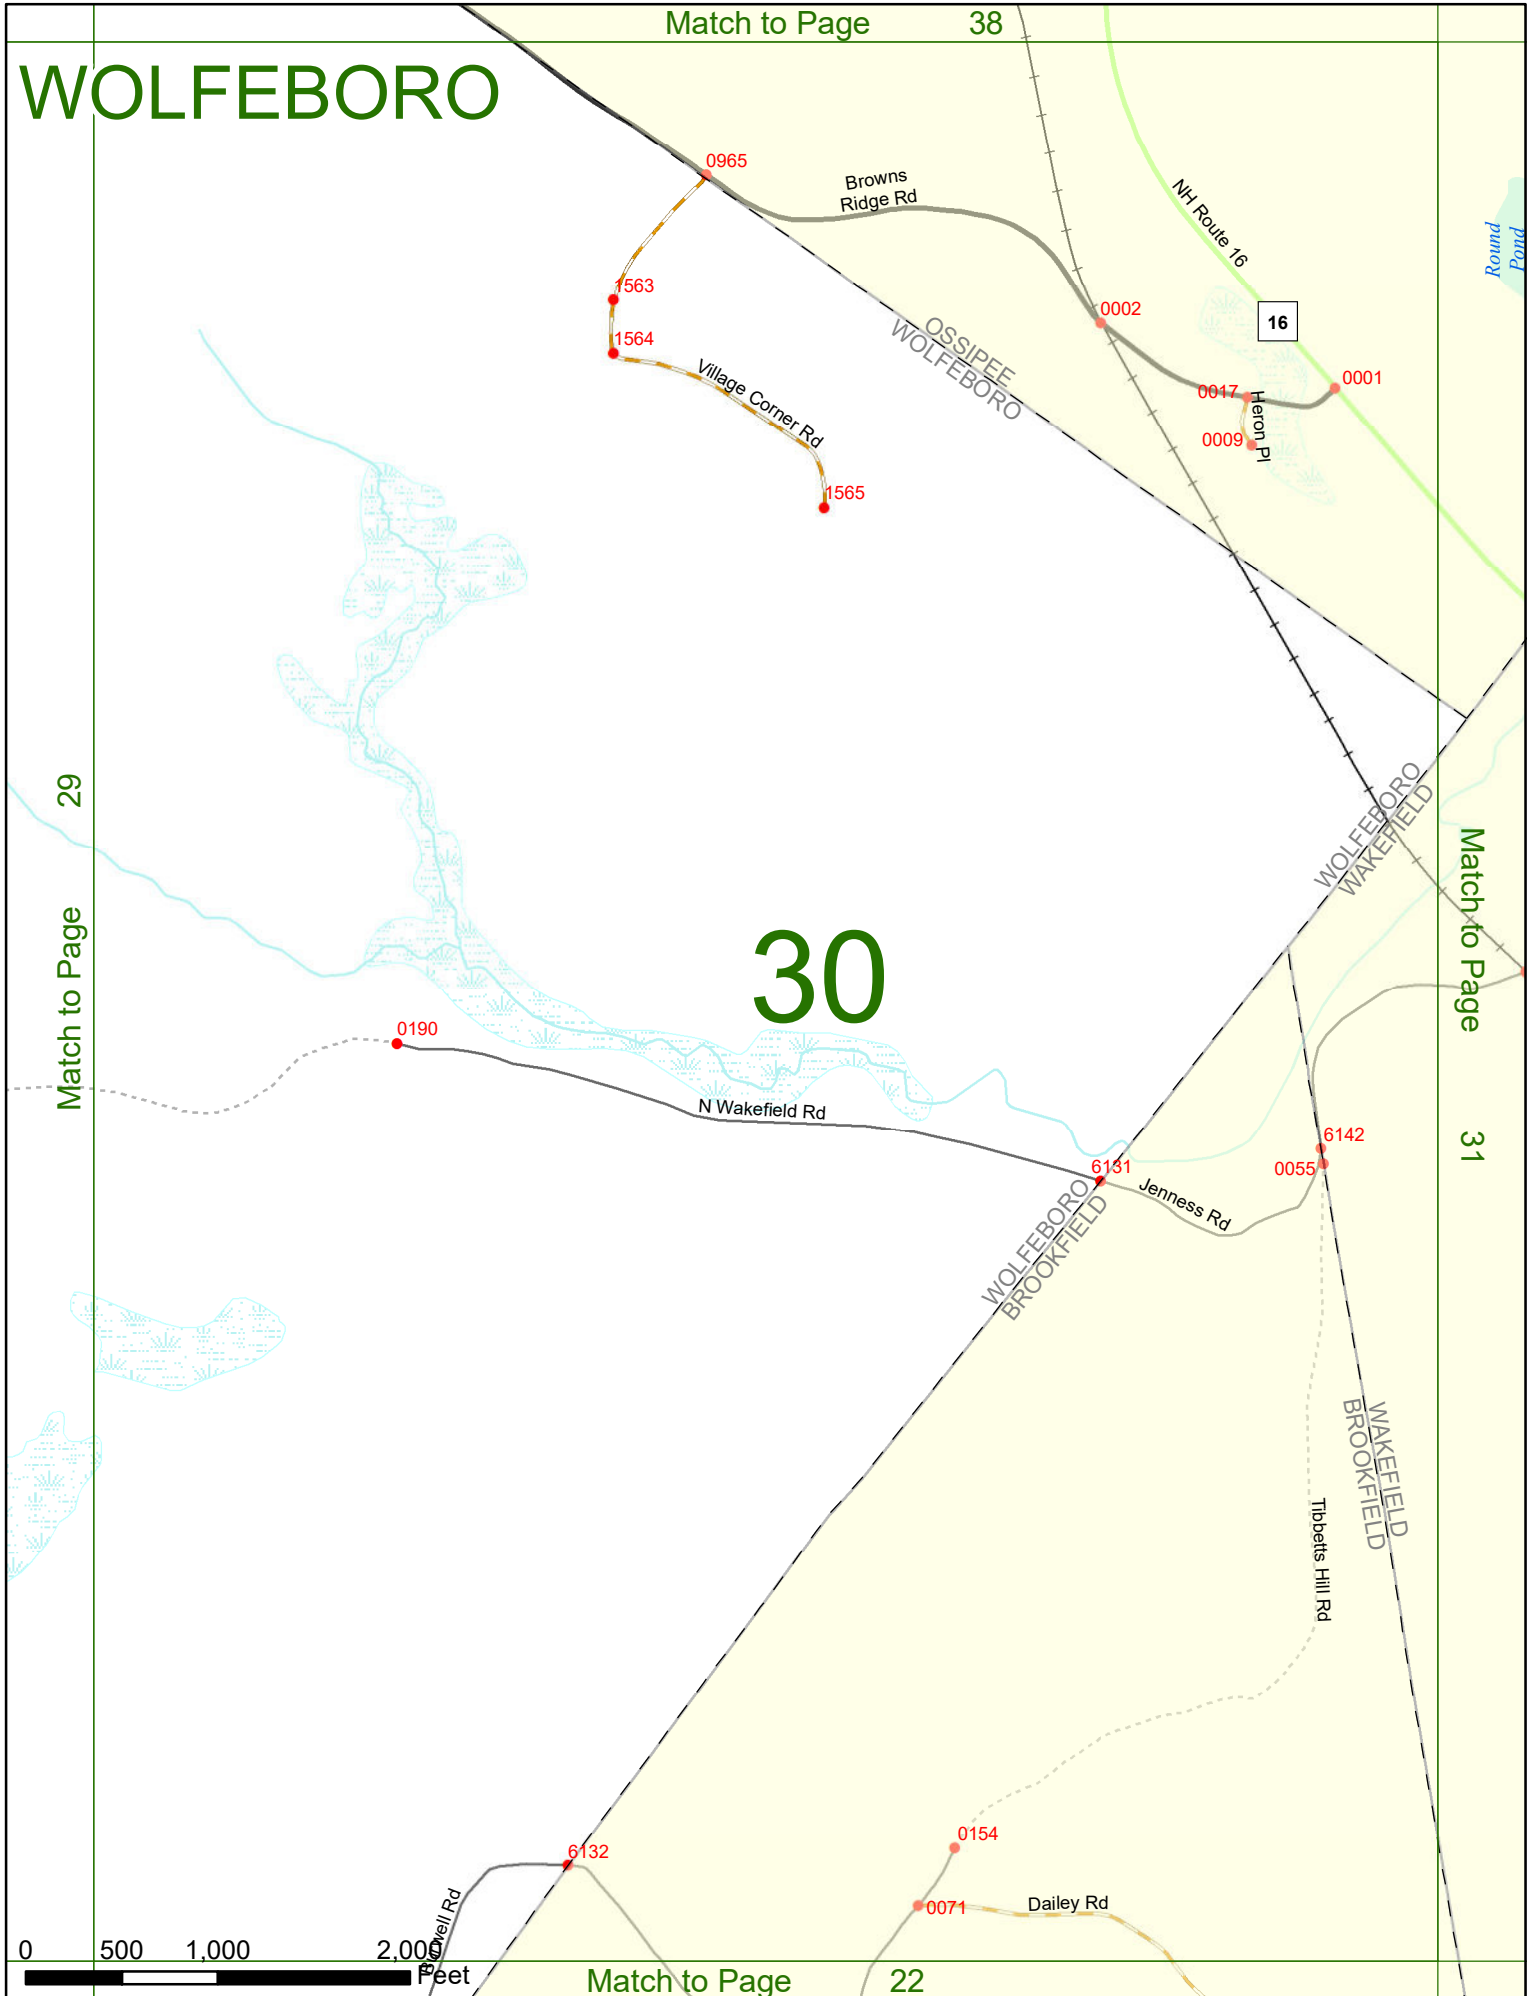 Match to Page 38
WOLFEBORO
0965
Browns
Ridge Rd
NH Route 16
Round
Pond
1563
0002
16
1564
OSSIPEE
WOLFEBORO
Village Corner Rd
0017
0001
Heron Pl
0009
1565
29
Match to Page
WOLFEBORO
WAKEFIELD
Match to Page
31
30
0190
N Wakefield Rd
6142
0055
6131
Jenness Rd
WOLFEBORO
BROOKFIELD
WAKEFIELD
BROOKFIELD
Tibbetts Hill Rd
0154
6132
0071
Dailey Rd
0 500 1,000 2,000
Feet
Match to Page 22